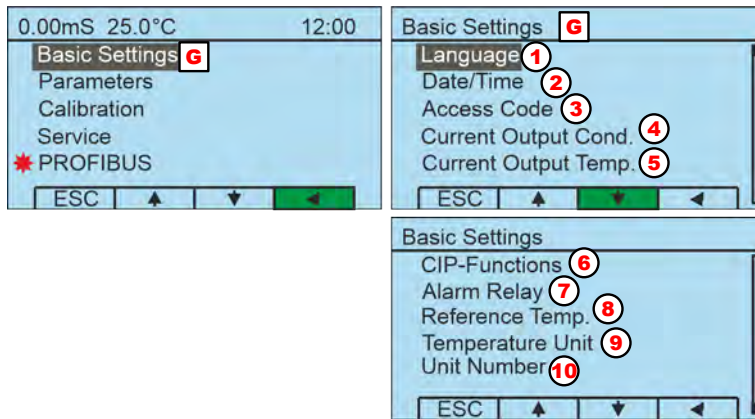 0.00mS 25.0°C 12:00
Basic Settings G
Parameters
Calibration
Service
PROFIBUS
ESC
Basic Settings G
Language 1
Date/Time 2
Access Code 3
Current Output Cond. 4
Current Output Temp. 5
ESC
Basic Settings
CIP-Functions 6
Alarm Relay 7
Reference Temp. 8
Temperature Unit 9
Unit Number 10
ESC